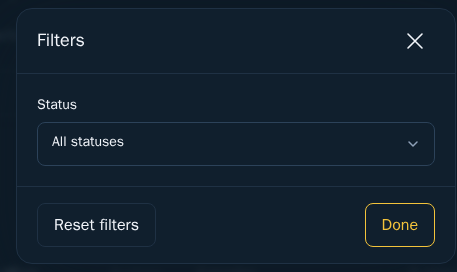 Filters
Status
All statuses
Reset filters
Done